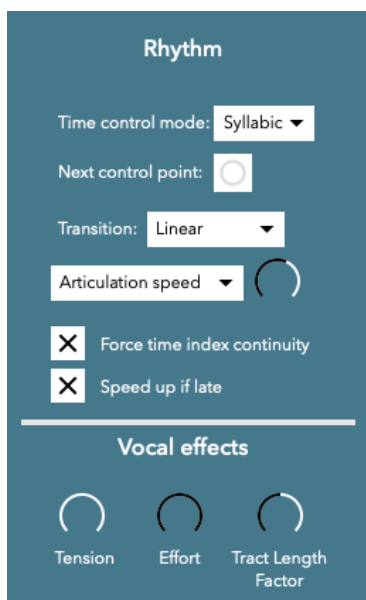 Rhythm
Time control mode: Syllabic
Next control point:
Transition: Linear
Articulation speed
Force time index continuity
Speed up if late
Vocal effects
Tension Effort Tract Length
Factor